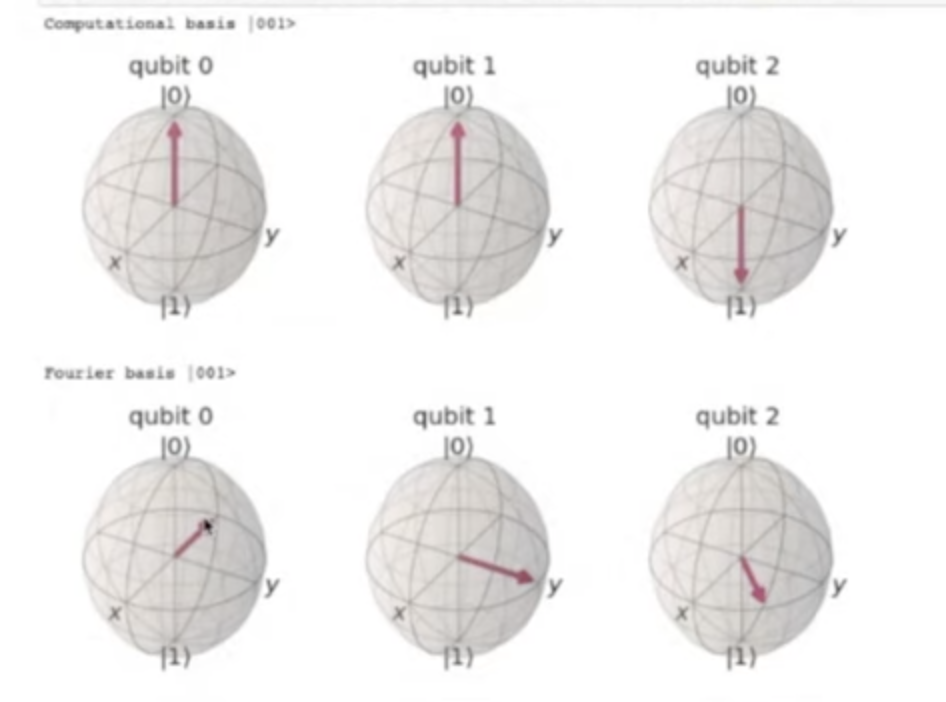 Computational basis |001>
qubit 0 qubit 1 qubit 2
|0⟩ |0⟩ |0⟩
x y x y x y
|1⟩ |1⟩ |1⟩
Fourier basis |001>
qubit 0 qubit 1 qubit 2
|0⟩ |0⟩ |0⟩
x y x y x y
|1⟩ |1⟩ |1⟩